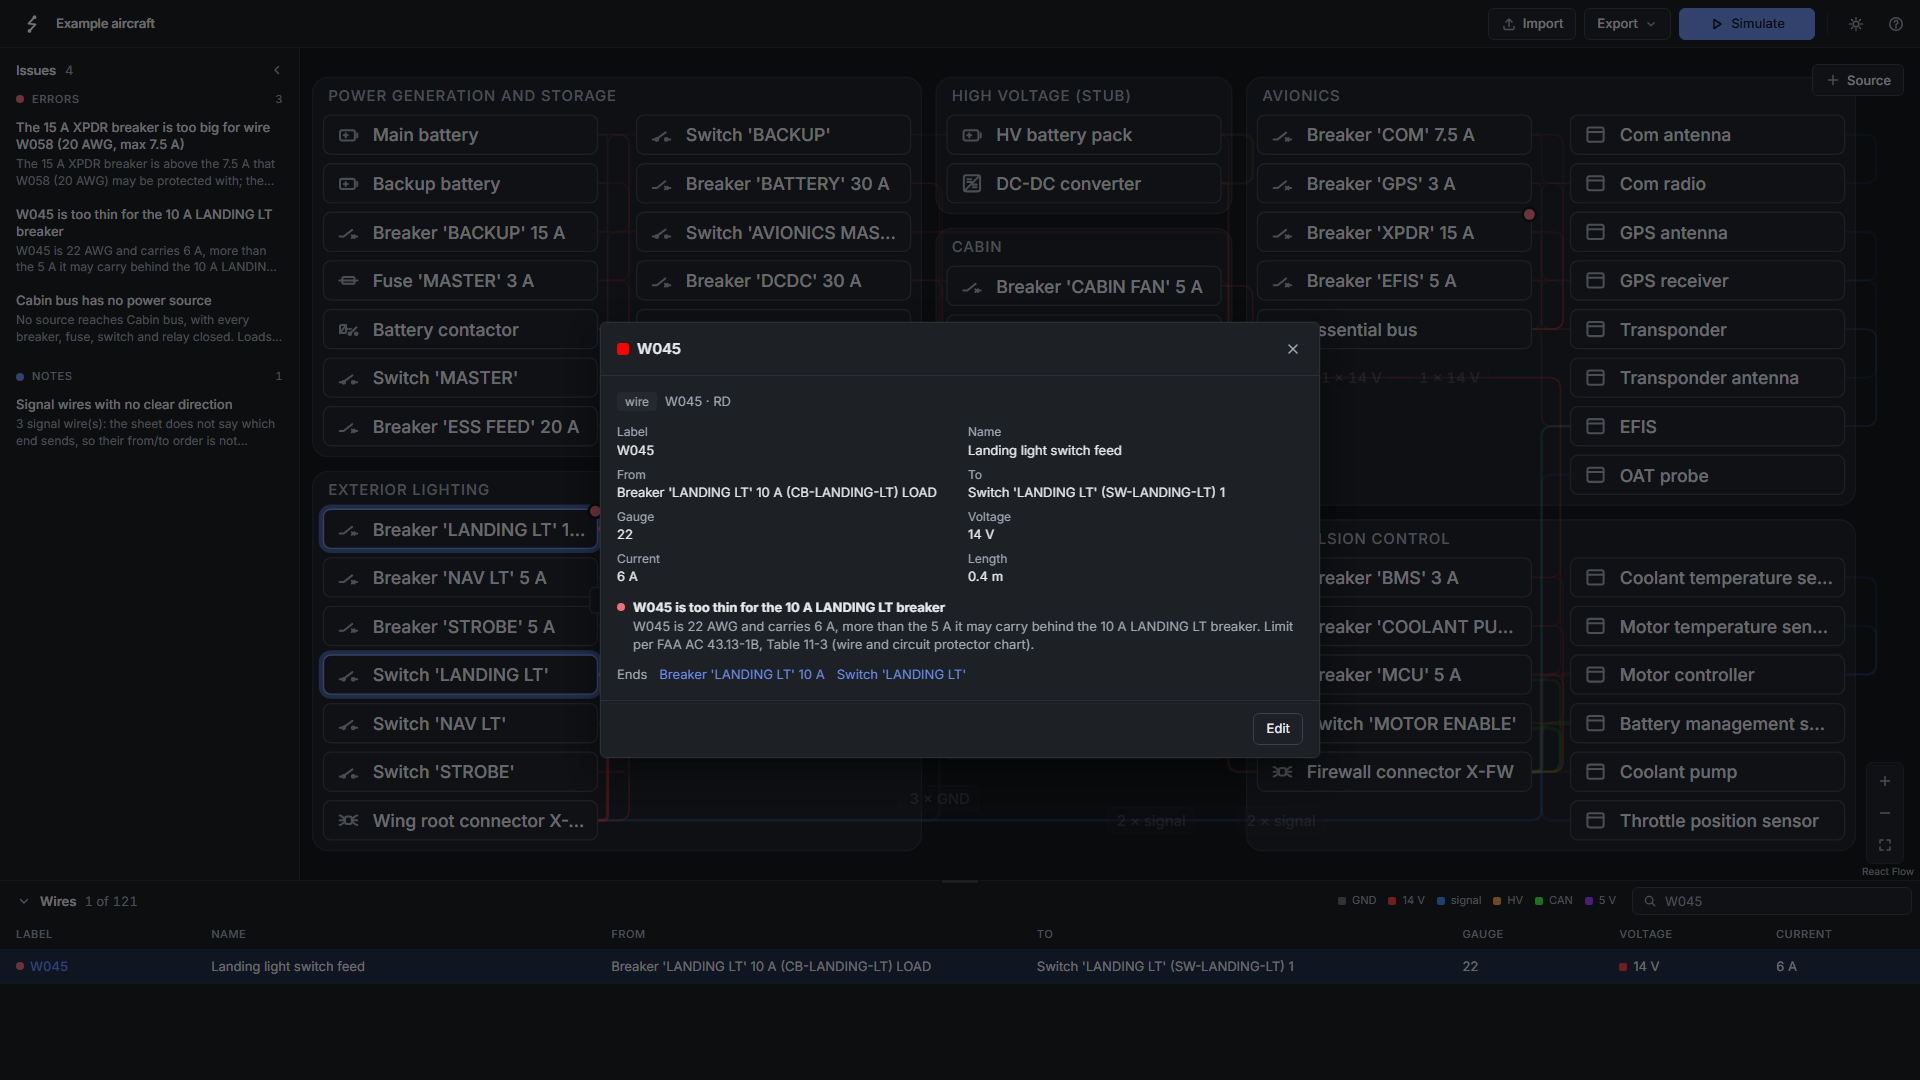 Example aircraft
Import
Export
Simulate
Issues 4
ERRORS 3
The 15 A XPDR breaker is too big for wire
W058 (20 AWG, max 7.5 A)
The 15 A XPDR breaker is above the 7.5 A that
W058 (20 AWG) may be protected with; the...
W045 is too thin for the 10 A LANDING LT
breaker
W045 is 22 AWG and carries 6 A, more than
the 5 A it may carry behind the 10 A LANDIN...
Cabin bus has no power source
No source reaches Cabin bus, with every
breaker, fuse, switch and relay closed. Loads...
NOTES 1
Signal wires with no clear direction
3 signal wire(s): the sheet does not say which
end sends, so their from/to order is not...
POWER GENERATION AND STORAGE
Main battery
Backup battery
Breaker 'BACKUP' 15 A
Fuse 'MASTER' 3 A
Battery contactor
Switch 'MASTER'
Breaker 'ESS FEED' 20 A
Switch 'BACKUP'
Breaker 'BATTERY' 30 A
Switch 'AVIONICS MAS...
Breaker 'DCDC' 30 A
EXTERIOR LIGHTING
Breaker 'LANDING LT' 1...
Breaker 'NAV LT' 5 A
Breaker 'STROBE' 5 A
Switch 'LANDING LT'
Switch 'NAV LT'
Switch 'STROBE'
Wing root connector X-...
HIGH VOLTAGE (STUB)
HV battery pack
DC-DC converter
CABIN
Breaker 'CABIN FAN' 5 A
AVIONICS
Source
Breaker 'COM' 7.5 A
Breaker 'GPS' 3 A
Breaker 'XPDR' 15 A
Breaker 'EFIS' 5 A
ssential bus
1 × 14 V
1 × 14 V
Com antenna
Com radio
GPS antenna
GPS receiver
Transponder
Transponder antenna
EFIS
OAT probe
LSION CONTROL
reaker 'BMS' 3 A
reaker 'COOLANT PU...
reaker 'MCU' 5 A
witch 'MOTOR ENABLE'
Firewall connector X-FW
Coolant temperature se...
Motor temperature sen...
Motor controller
Battery management s...
Coolant pump
Throttle position sensor
3 × GND
2 × signal
2 × signal
React Flow
W045
wire W045 · RD
Label
W045
Name
Landing light switch feed
From
Breaker 'LANDING LT' 10 A (CB-LANDING-LT) LOAD
To
Switch 'LANDING LT' (SW-LANDING-LT) 1
Gauge
22
Voltage
14 V
Current
6 A
Length
0.4 m
W045 is too thin for the 10 A LANDING LT breaker
W045 is 22 AWG and carries 6 A, more than the 5 A it may carry behind the 10 A LANDING LT breaker. Limit
per FAA AC 43.13-1B, Table 11-3 (wire and circuit protector chart).
Ends Breaker 'LANDING LT' 10 A Switch 'LANDING LT'
Edit
Wires 1 of 121
GND 14 V signal HV CAN 5 V
W045
LABEL NAME FROM TO GAUGE VOLTAGE CURRENT
W045 Landing light switch feed Breaker 'LANDING LT' 10 A (CB-LANDING-LT) LOAD Switch 'LANDING LT' (SW-LANDING-LT) 1 22 14 V 6 A